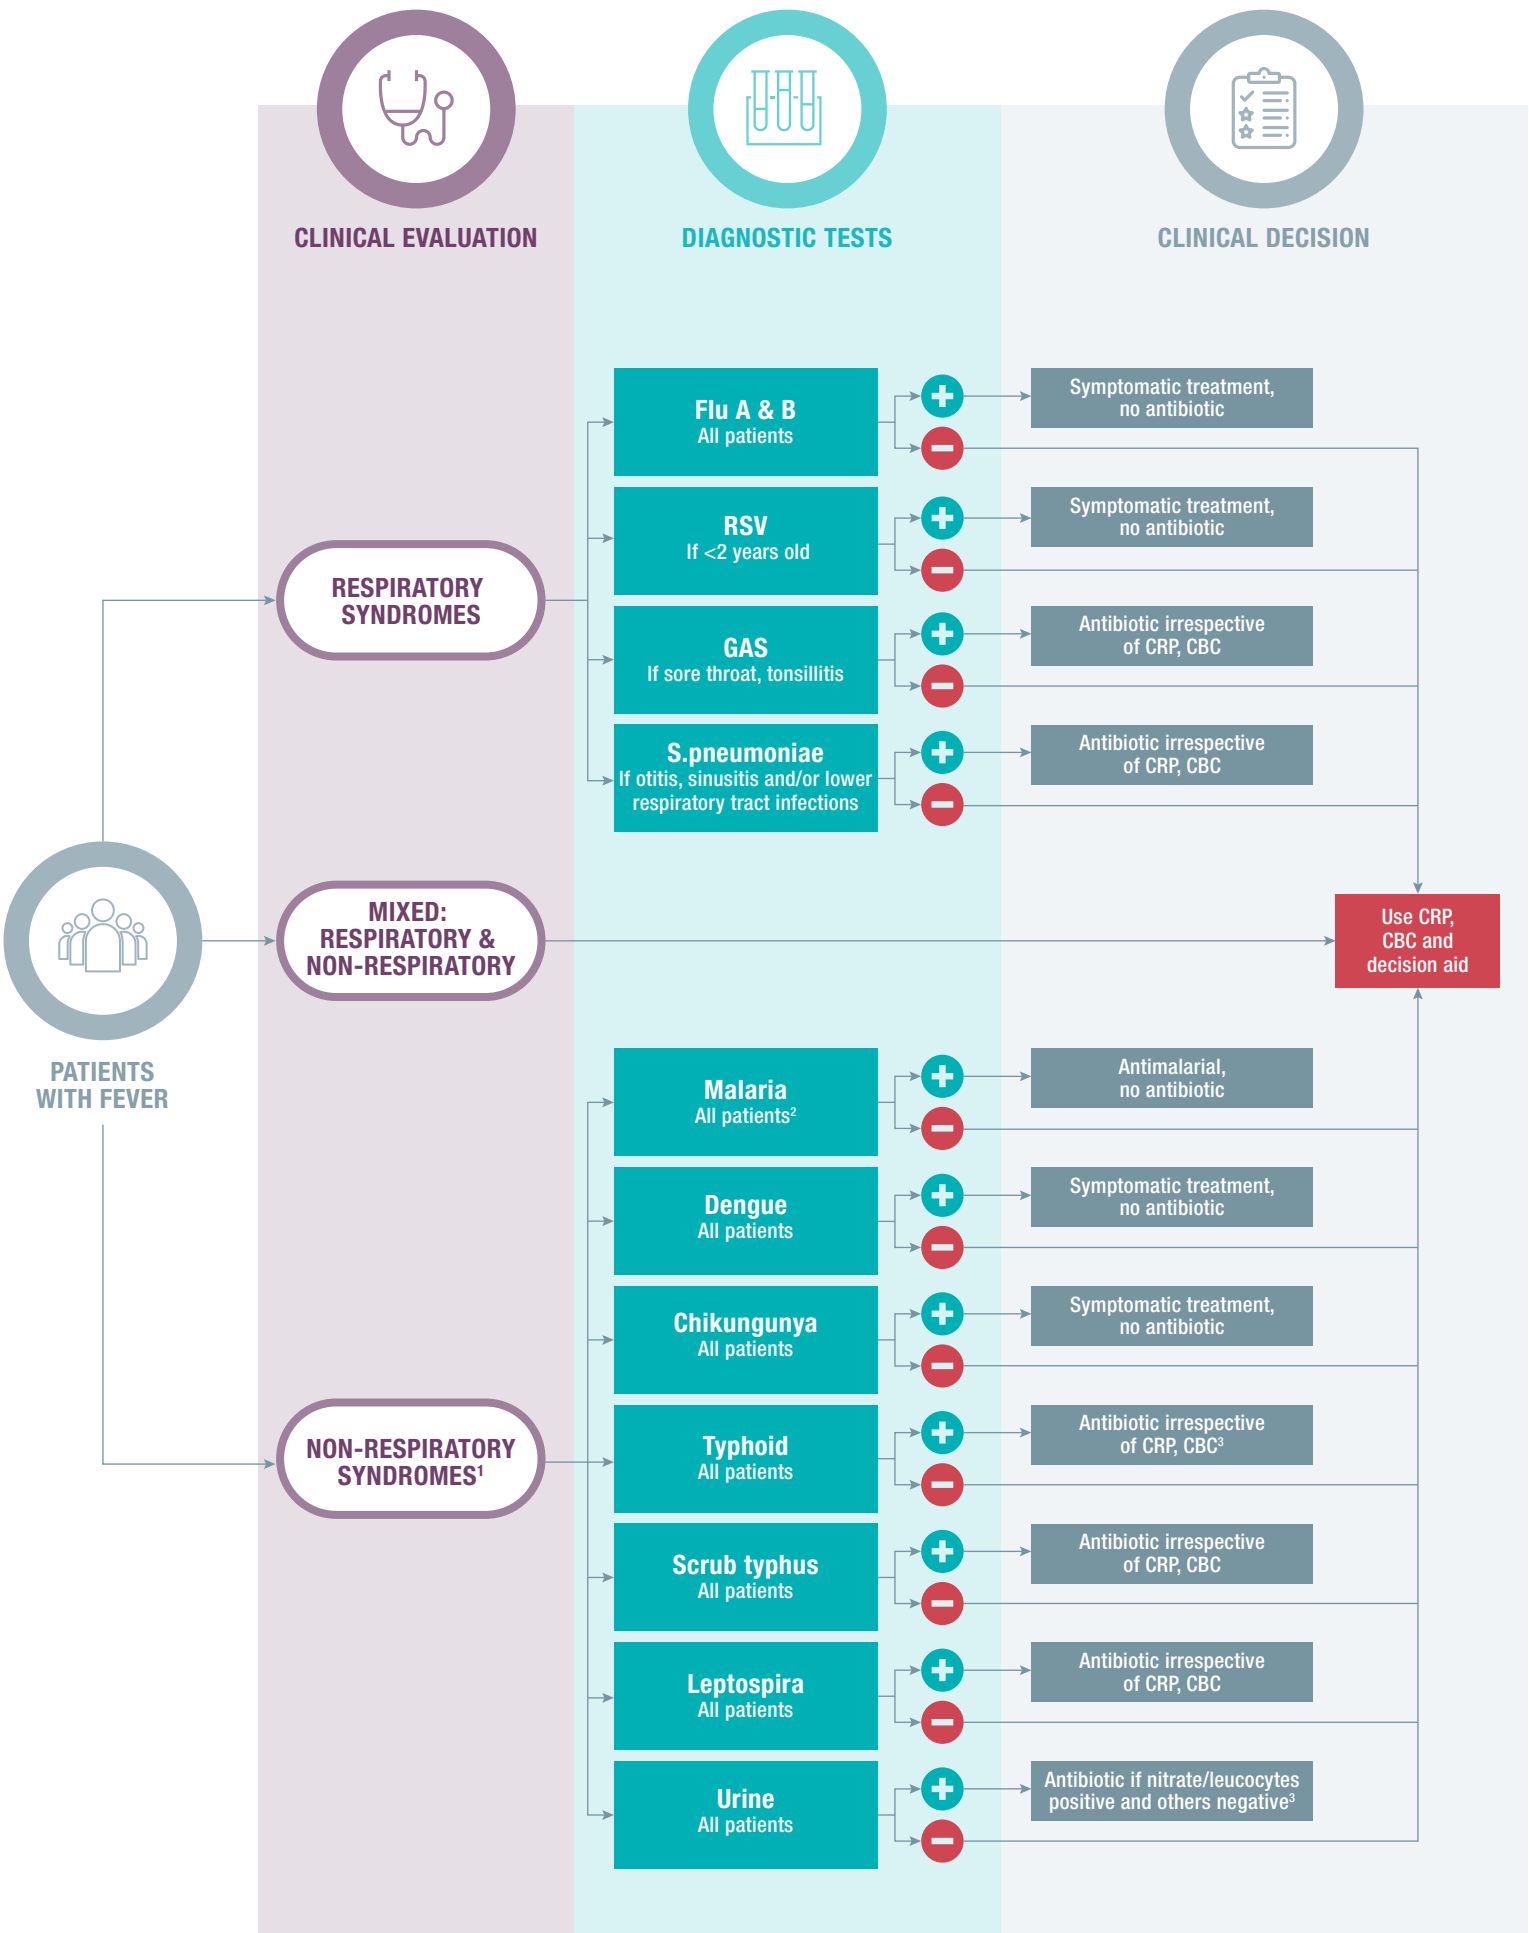 CLINICAL EVALUATION
DIAGNOSTIC TESTS
CLINICAL DECISION
PATIENTS
WITH FEVER
RESPIRATORY
SYNDROMES
Flu A & B
All patients
Symptomatic treatment,
no antibiotic
RSV
If <2 years old
Symptomatic treatment,
no antibiotic
GAS
If sore throat, tonsillitis
Antibiotic irrespective
of CRP, CBC
S.pneumoniae
If otitis, sinusitis and/or lower
respiratory tract infections
Antibiotic irrespective
of CRP, CBC
MIXED:
RESPIRATORY &
NON-RESPIRATORY
Use CRP,
CBC and
decision aid
NON-RESPIRATORY
SYNDROMES¹
Malaria
All patients²
Antimalarial,
no antibiotic
Dengue
All patients
Symptomatic treatment,
no antibiotic
Chikungunya
All patients
Symptomatic treatment,
no antibiotic
Typhoid
All patients
Antibiotic irrespective
of CRP, CBC³
Scrub typhus
All patients
Antibiotic irrespective
of CRP, CBC
Leptospira
All patients
Antibiotic irrespective
of CRP, CBC
Urine
All patients
Antibiotic if nitrate/leucocytes
positive and others negative³